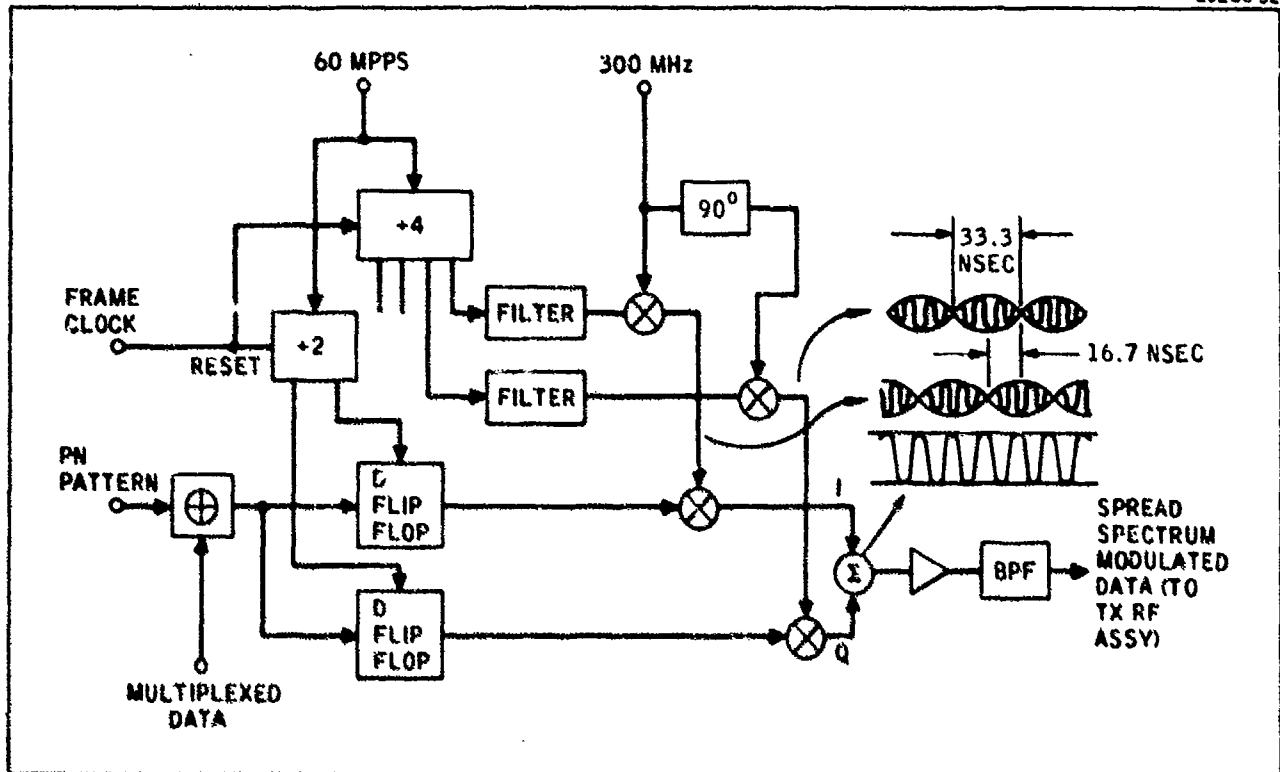 60 MPPS
300 MHz
90°
÷4
33.3
NSEC
FRAME
CLOCK
FILTER
÷2
RESET
16.7 NSEC
FILTER
PN
PATTERN
D
FLIP
FLOP
I
SPREAD
SPECTRUM
MODULATED
DATA (TO
TX RF
ASSY)
Σ
BPF
D
FLIP
FLOP
Q
MULTIPLEXED
DATA